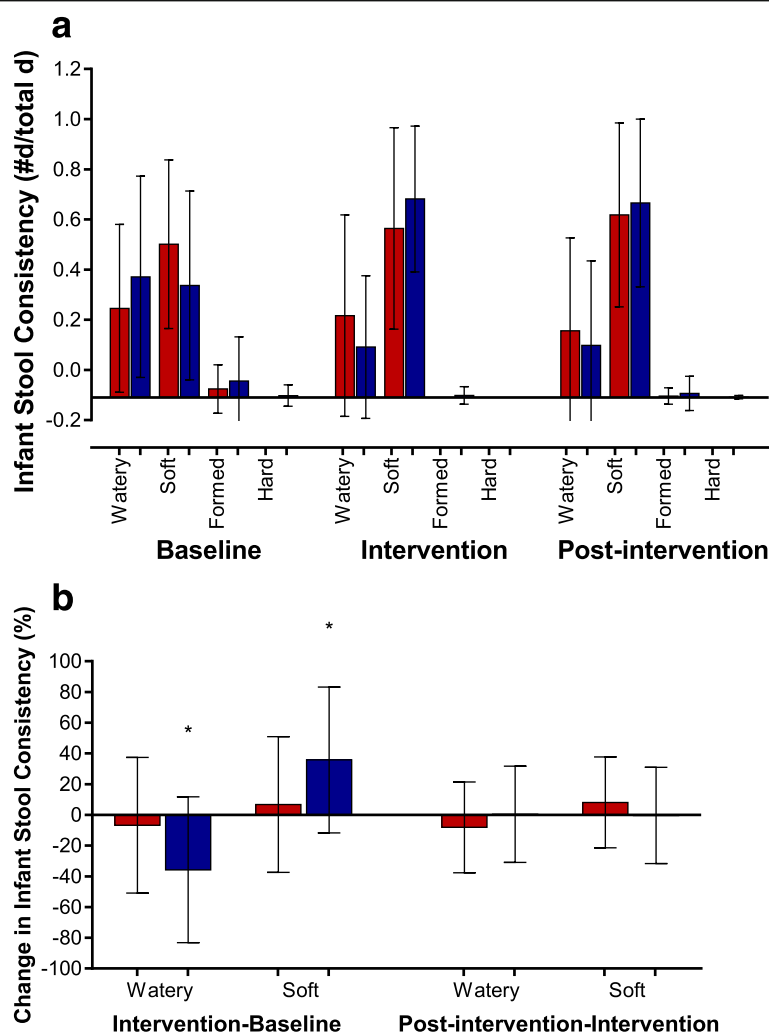 a
Infant Stool Consistency (#d/total d)
1.2
1.0
0.8
0.6
0.4
0.2
0.0
-0.2
Watery
Soft
Formed
Hard
Watery
Soft
Formed
Hard
Watery
Soft
Formed
Hard
Baseline
Intervention
Post-intervention
b
Change in Infant Stool Consistency (%)
100
80
60
40
20
0
-20
-40
-60
-80
-100
*
*
Watery
Soft
Watery
Soft
Intervention-Baseline
Post-intervention-Intervention